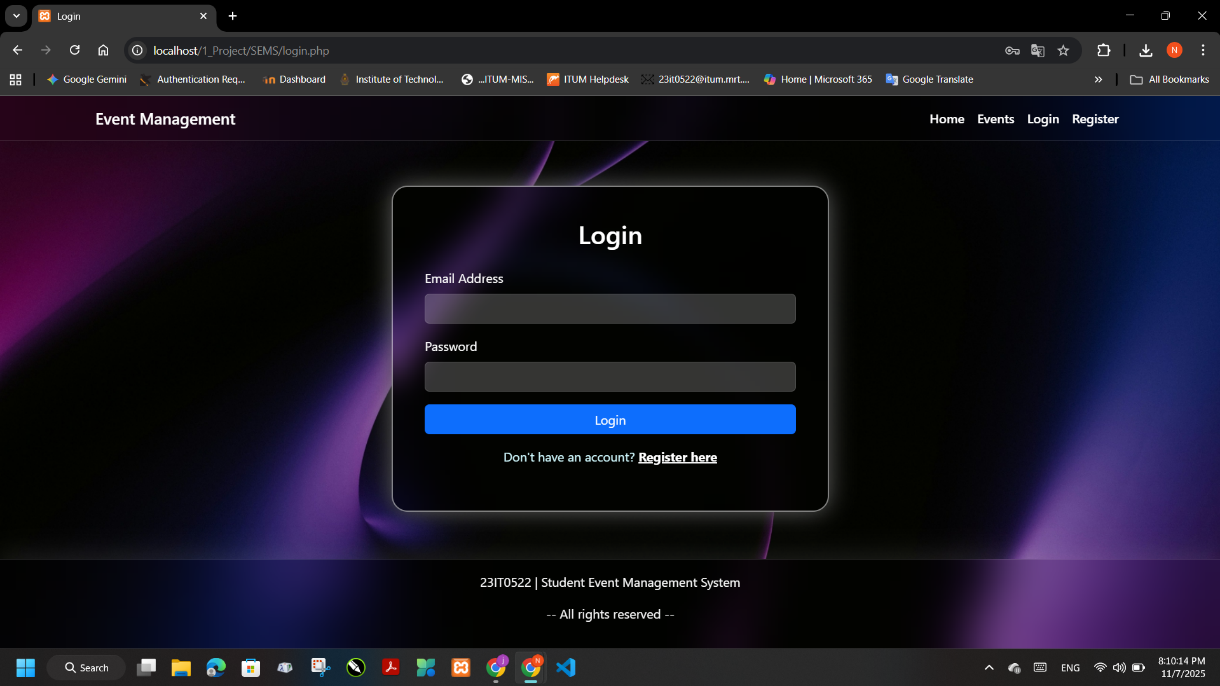 Login
localhost/1_Project/SEMS/login.php
N
Google Gemini
Authentication Req...
Dashboard
Institute of Technol...
...ITUM-MIS...
ITUM Helpdesk
23it0522@itum.mrt....
Home | Microsoft 365
Google Translate
»
All Bookmarks
Event Management
Home Events Login Register
Login
Email Address
Password
Login
Don't have an account? Register here
23IT0522 | Student Event Management System
-- All rights reserved --
Search
J
N
ENG
8:10:14 PM
11/7/2025